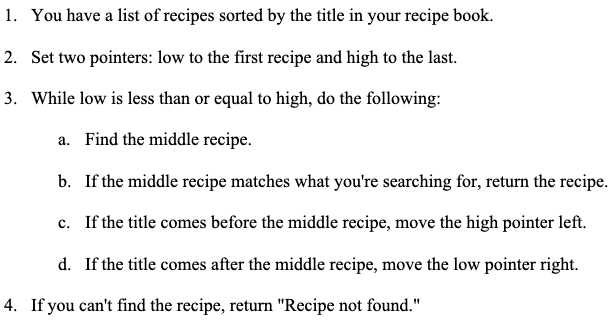 1. You have a list of recipes sorted by the title in your recipe book.
2. Set two pointers: low to the first recipe and high to the last.
3. While low is less than or equal to high, do the following:
a. Find the middle recipe.
b. If the middle recipe matches what you're searching for, return the recipe.
c. If the title comes before the middle recipe, move the high pointer left.
d. If the title comes after the middle recipe, move the low pointer right.
4. If you can't find the recipe, return "Recipe not found."